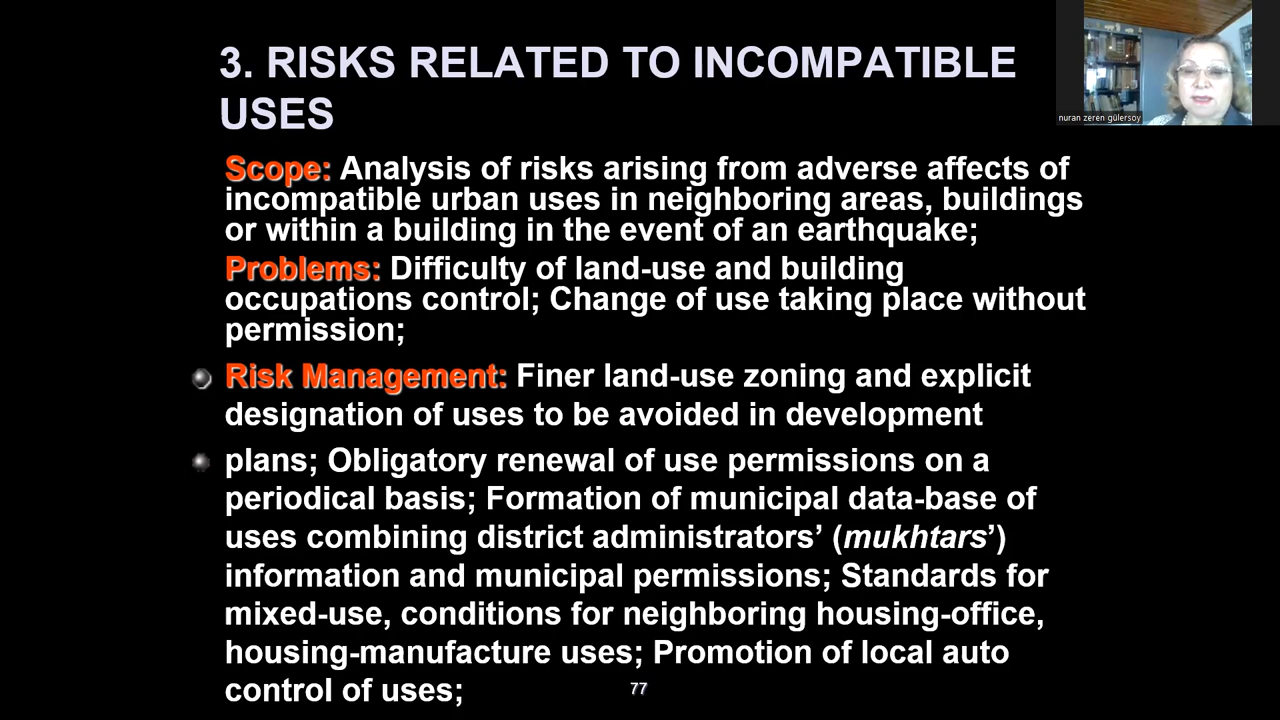 3. RISKS RELATED TO INCOMPATIBLE
USES
nuran zeren gülersoy
Scope: Analysis of risks arising from adverse affects of
incompatible urban uses in neighboring areas, buildings
or within a building in the event of an earthquake;
Problems: Difficulty of land-use and building
occupations control; Change of use taking place without
permission;
Risk Management: Finer land-use zoning and explicit
designation of uses to be avoided in development
plans; Obligatory renewal of use permissions on a
periodical basis; Formation of municipal data-base of
uses combining district administrators’ (mukhtars’)
information and municipal permissions; Standards for
mixed-use, conditions for neighboring housing-office,
housing-manufacture uses; Promotion of local auto
control of uses;
77